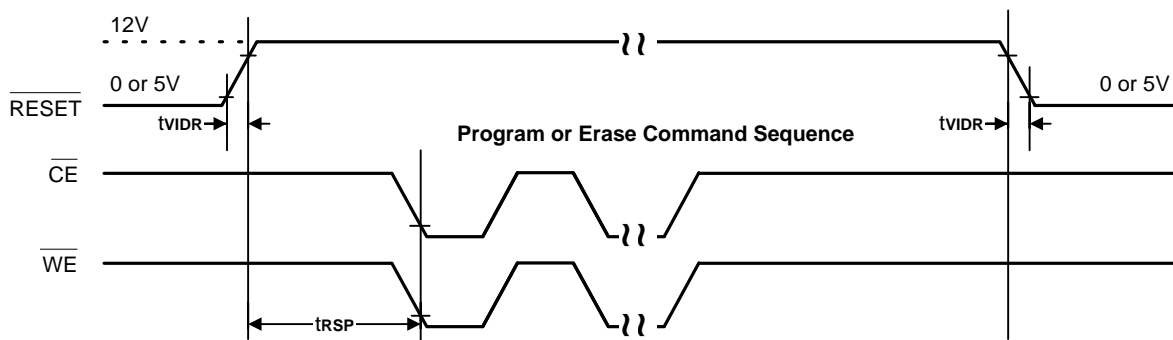 12V
0 or 5V
0 or 5V
RESET
tVIDR
Program or Erase Command Sequence
tVIDR
CE
WE
tRSP